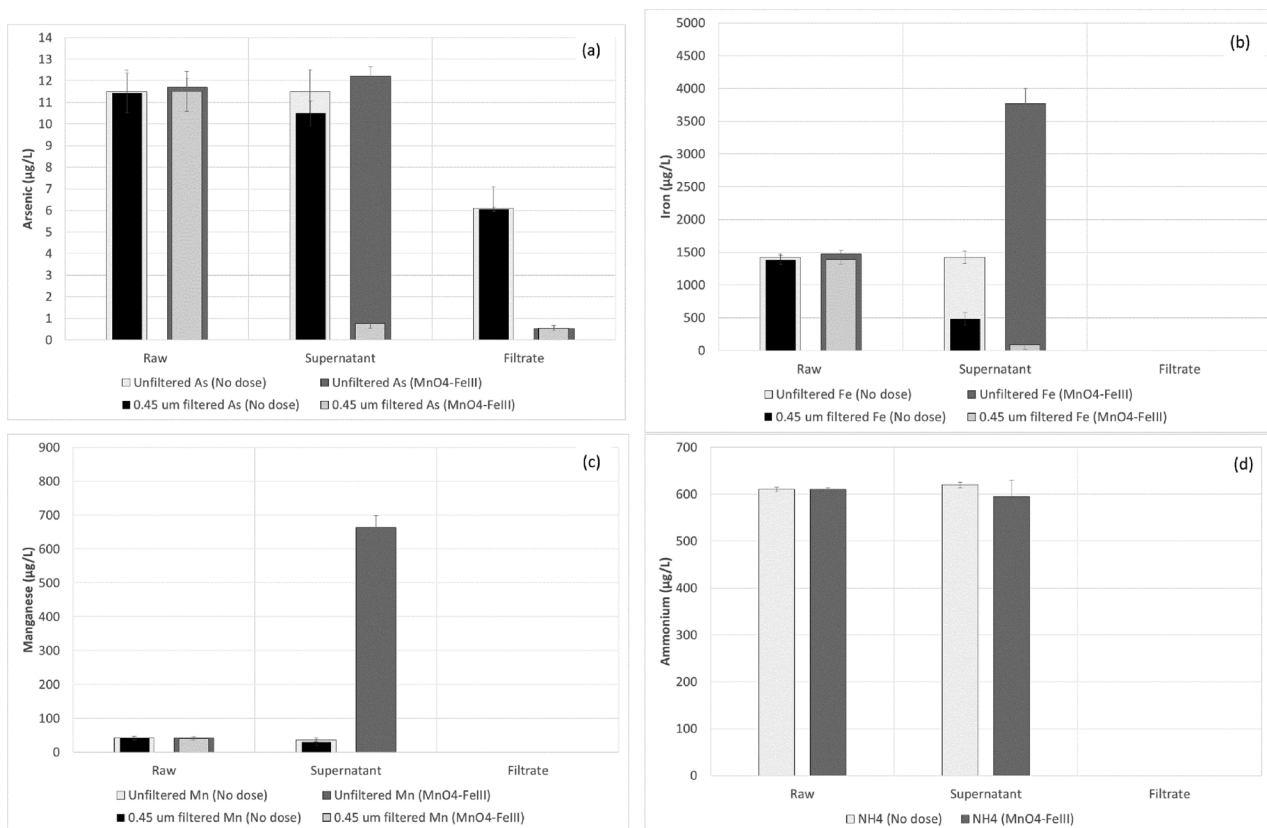 (a)
14
13
12
11
10
9
8
7
6
5
4
3
2
1
0
Arsenic (µg/L)
Raw Supernatant Filtrate
Unfiltered As (No dose) Unfiltered As (MnO4-FeIII)
0.45 um filtered As (No dose) 0.45 um filtered As (MnO4-FeIII)
(b)
5000
4500
4000
3500
3000
2500
2000
1500
1000
500
0
Iron (µg/L)
Raw Supernatant Filtrate
Unfiltered Fe (No dose) Unfiltered Fe (MnO4-FeIII)
0.45 um filtered Fe (No dose) 0.45 um filtered Fe (MnO4-FeIII)
(c)
900
800
700
600
500
400
300
200
100
0
Manganese (µg/L)
Raw Supernatant Filtrate
Unfiltered Mn (No dose) Unfiltered Mn (MnO4-FeIII)
0.45 um filtered Mn (No dose) 0.45 um filtered Mn (MnO4-FeIII)
(d)
700
600
500
400
300
200
100
0
Ammonium (µg/L)
Raw Supernatant Filtrate
NH4 (No dose) NH4 (MnO4-FeIII)